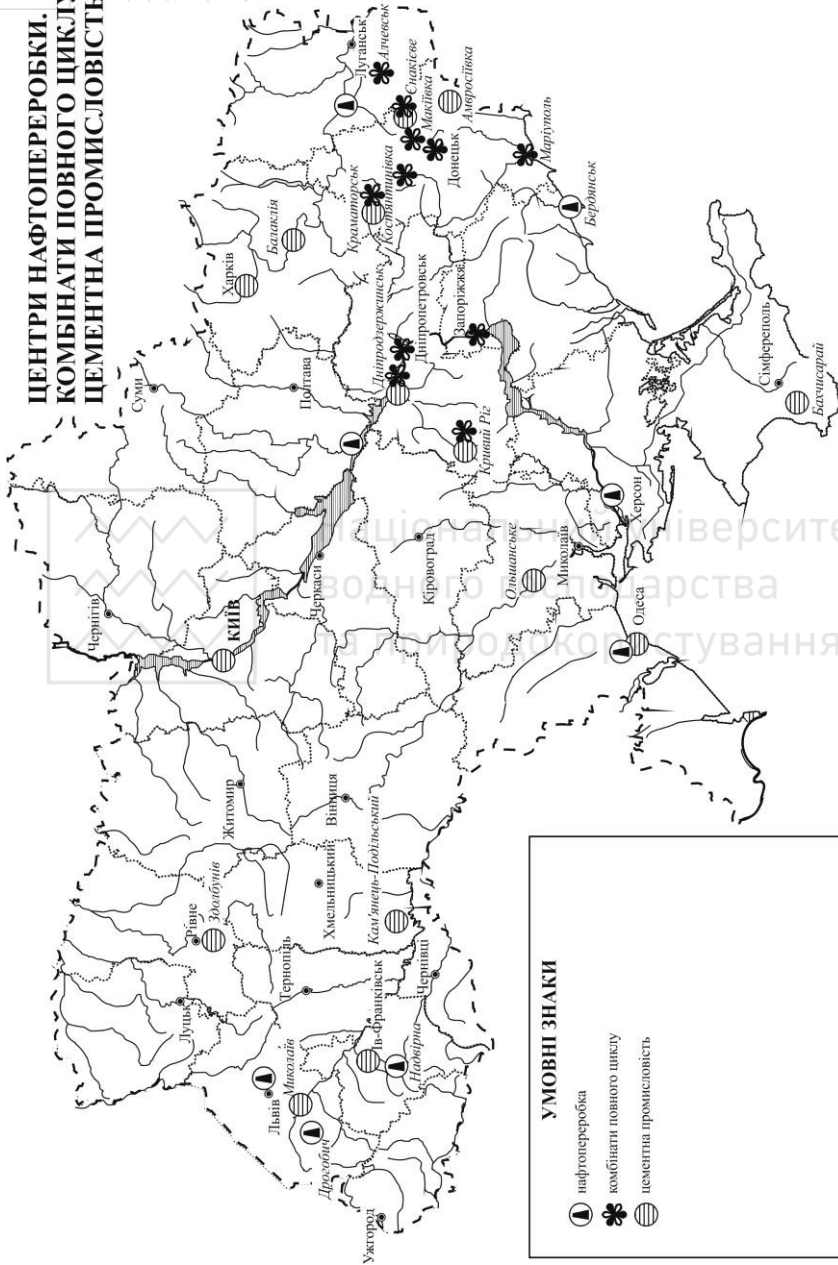 ЦЕНТРИ НАФТОПЕРЕРОБКИ.
КОМБІНАТИ ПОВНОГО ЦИКЛУ
ЦЕМЕНТНА ПРОМИСЛОВІСТЬ
Луганськ
Алчевськ
Єнакієве
Макіївка
Амвросіївка
Донецьк
Маріуполь
Бердянськ
Краматорськ
Костянтинівка
Балаклія
Харків
Суми
Полтава
Дніпродзержинськ
Дніпропетровськ
Запоріжжя
Кривий Ріг
Сімферополь
Бахчисарай
Херсон
Миколаїв
Ольшанське
Кіровоград
Черкаси
Одеса
Чернігів
КИЇВ
Житомир
Вінниця
Хмельницький
Кам'янець-Подільський
Рівне
Здолбунів
Луцьк
Тернопіль
Чернівці
Ів-Франківськ
Надвірна
Львів
Миколаїв
Дрогобич
Ужгород
УМОВНІ ЗНАКИ
нафтопереробка
комбінати повного циклу
цементна промисловість
Національний університе
водного господарства
та природокористування